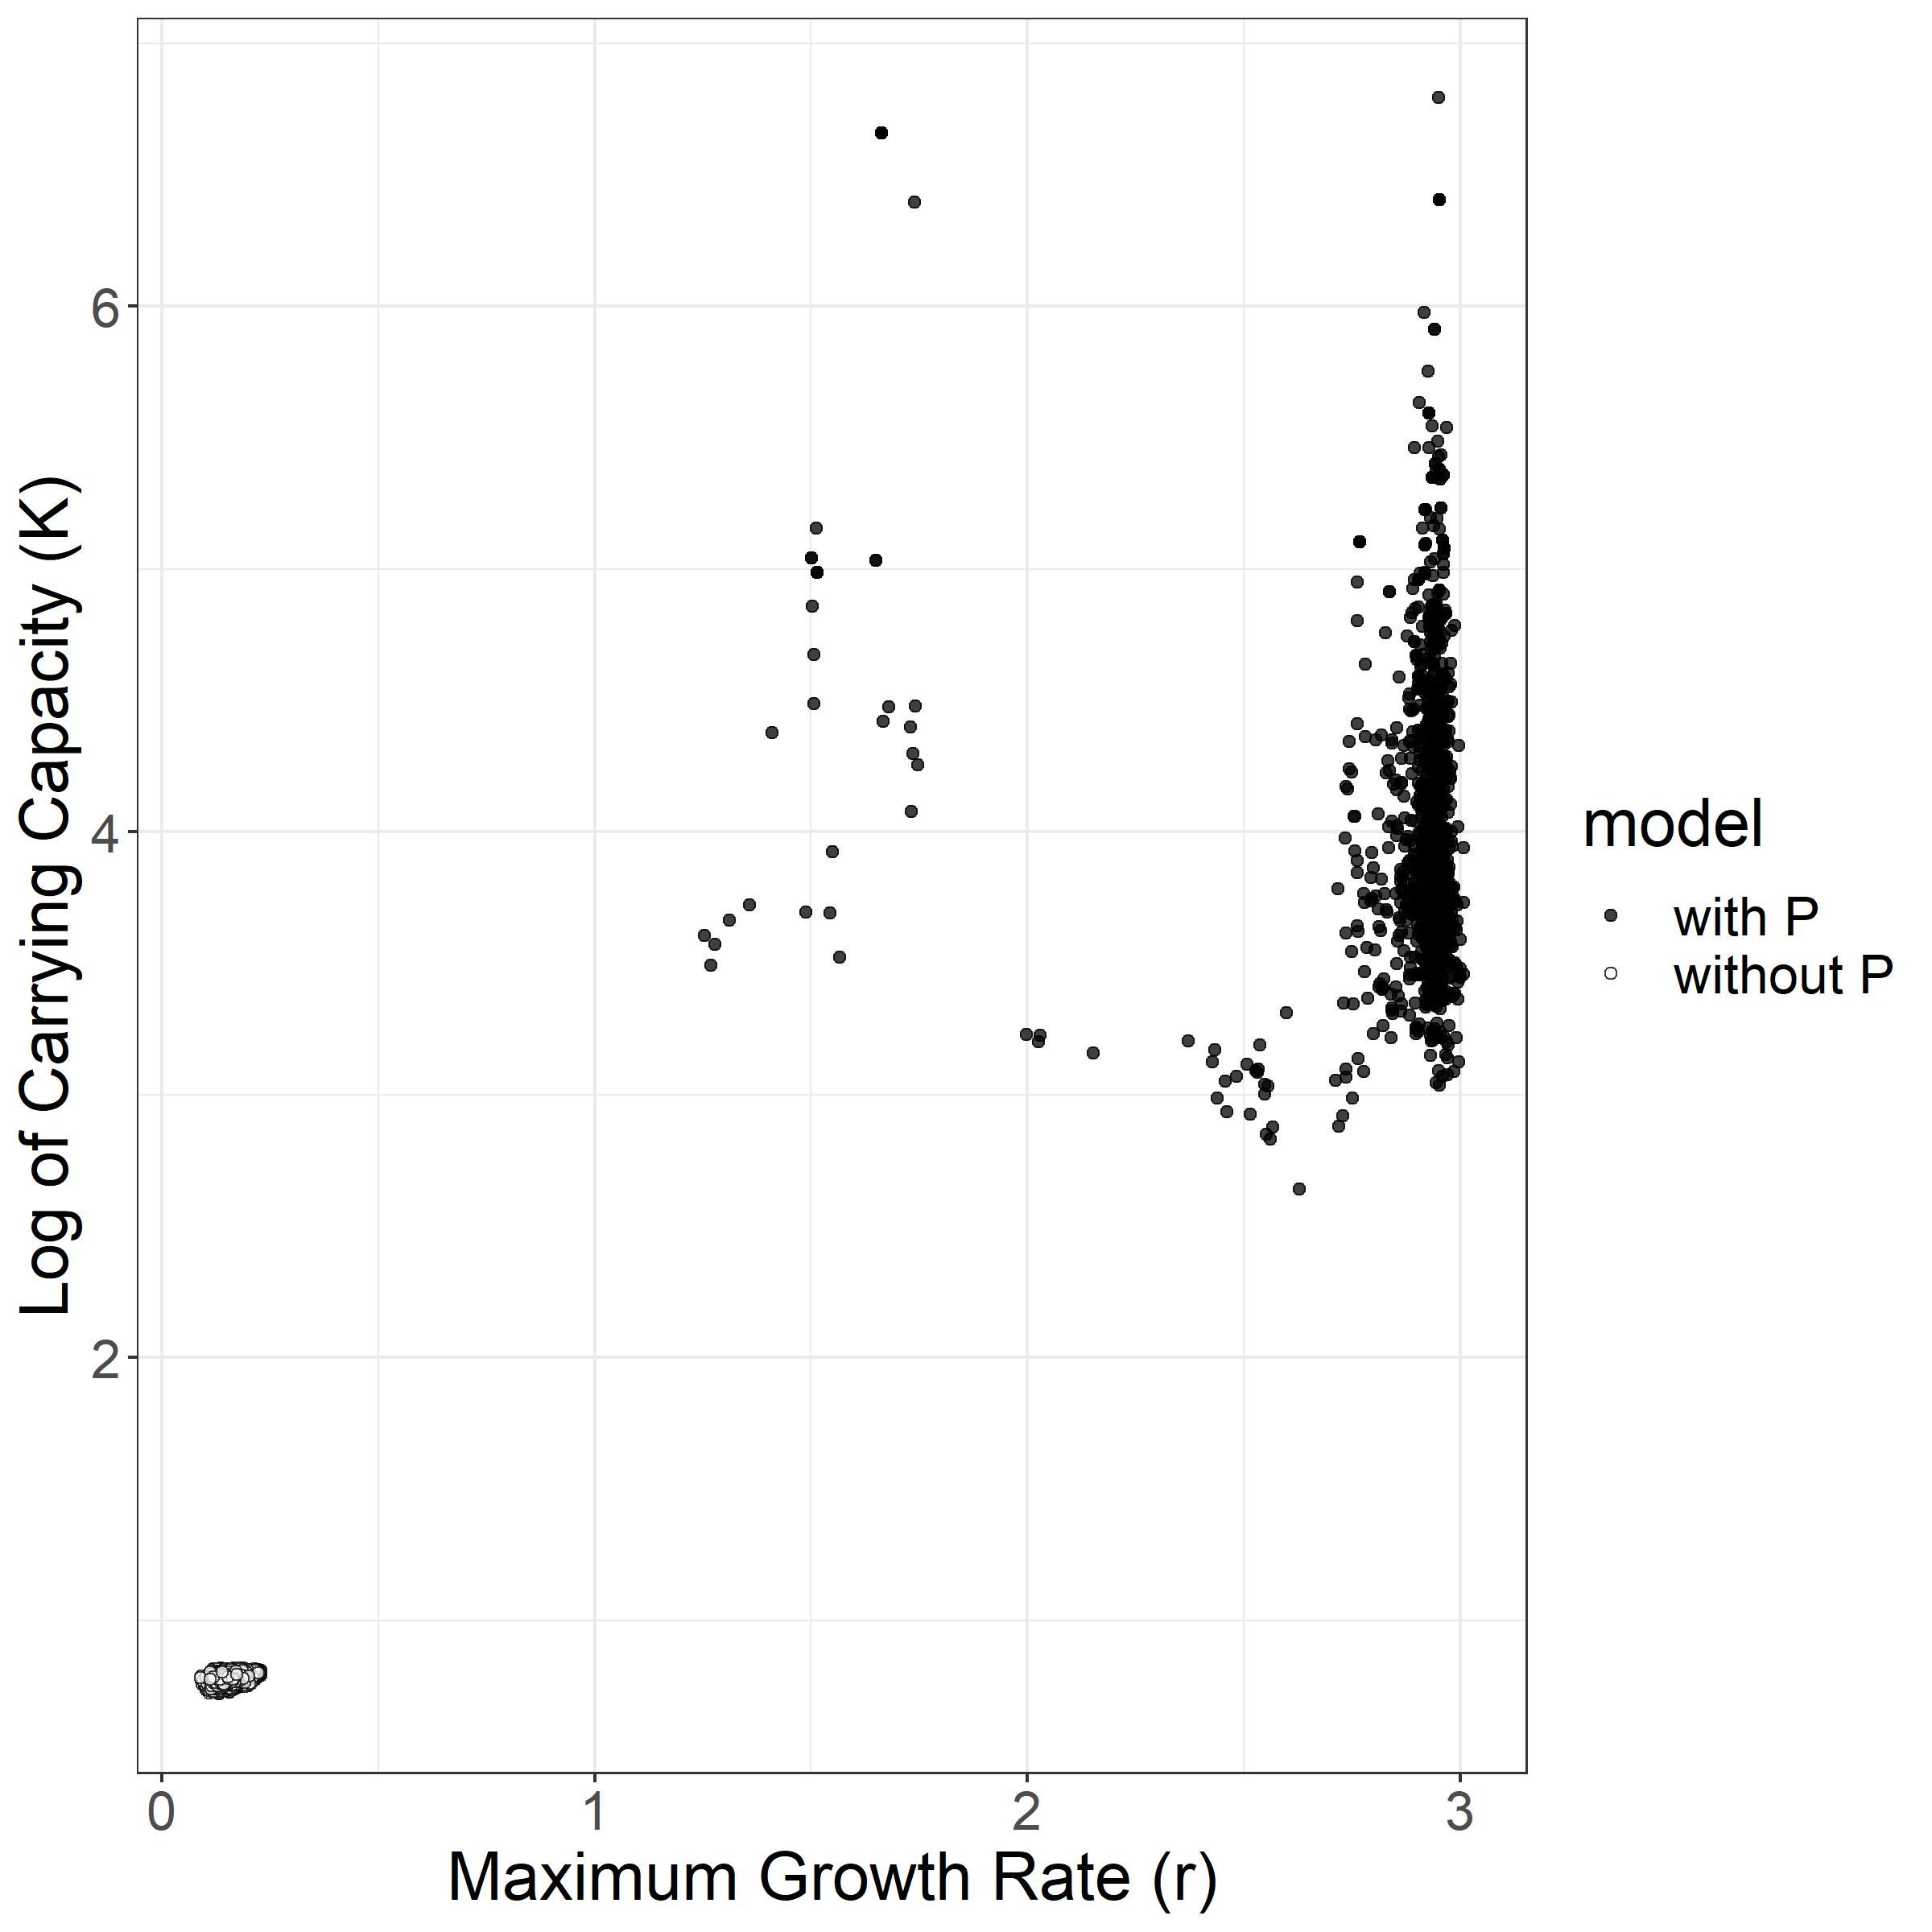 Log of Carrying Capacity (K)
6
4
2
0
1
2
3
Maximum Growth Rate (r)
model
with P
without P